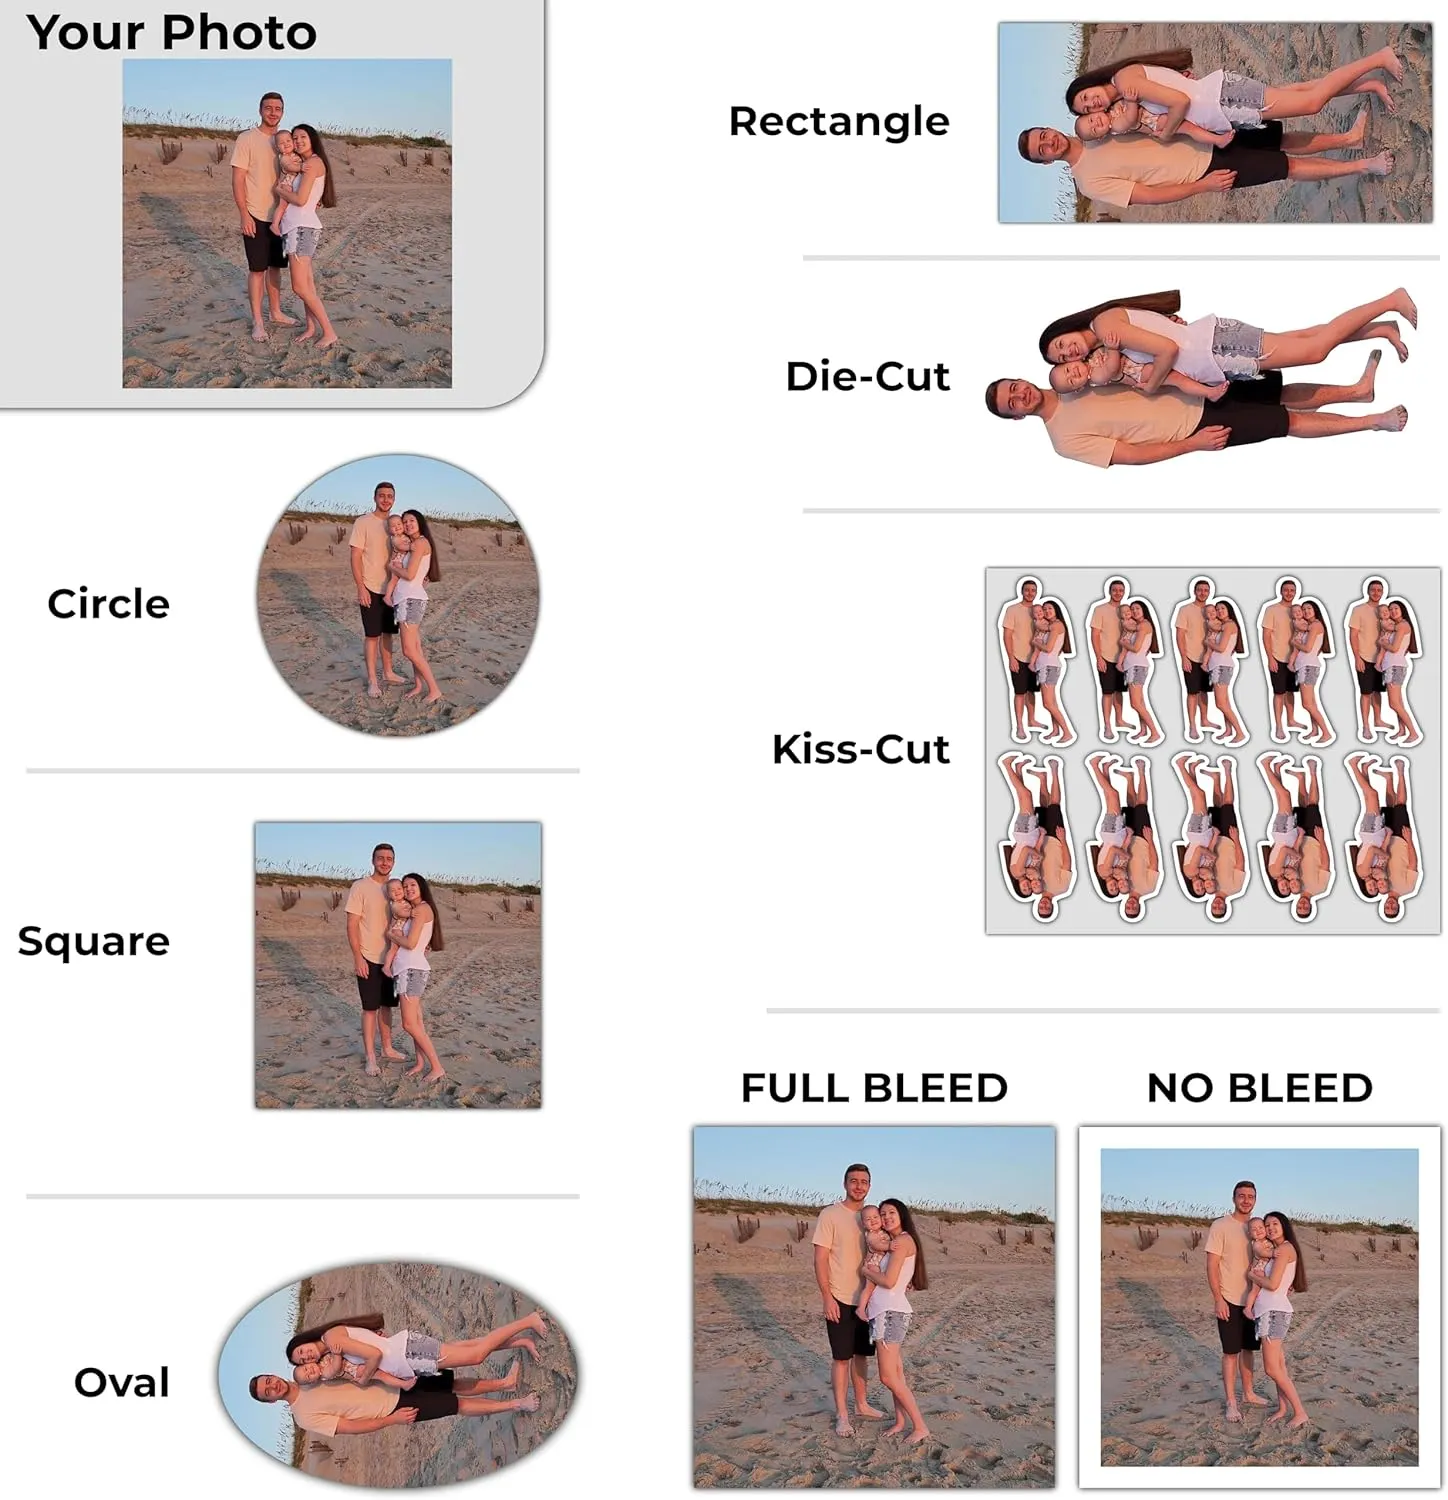 Your Photo
Circle
Square
Oval
Rectangle
Die-Cut
Kiss-Cut
FULL BLEED
NO BLEED